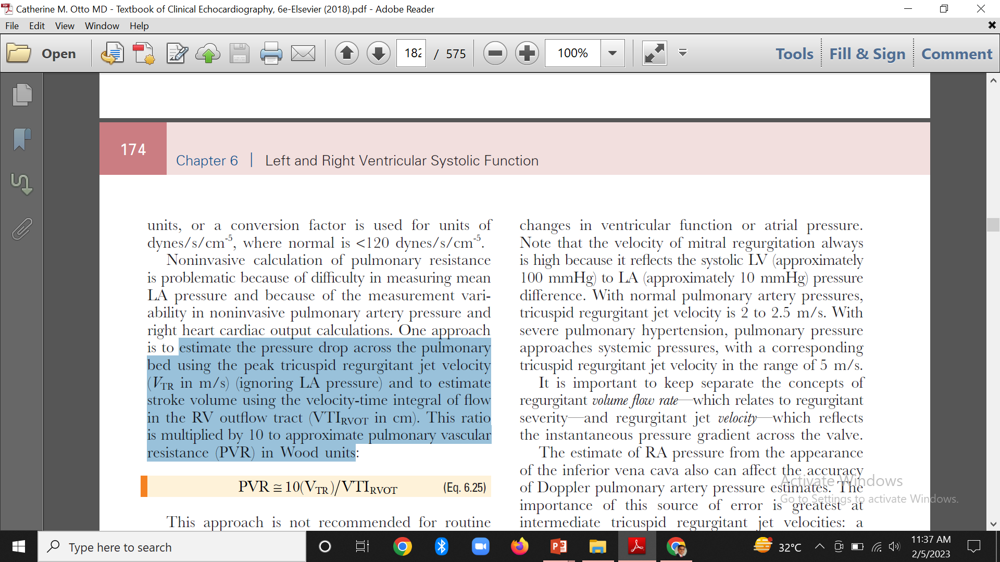 Catherine M. Otto MD - Textbook of Clinical Echocardiography, 6e-Elsevier (2018).pdf - Adobe Reader
File Edit View Window Help
Open 182 / 575 100% Tools Fill & Sign Comment
174
Chapter 6 | Left and Right Ventricular Systolic Function
units, or a conversion factor is used for units of
dynes/s/cm-5, where normal is <120 dynes/s/cm-5.
Noninvasive calculation of pulmonary resistance
is problematic because of difficulty in measuring mean
LA pressure and because of the measurement vari-
ability in noninvasive pulmonary artery pressure and
right heart cardiac output calculations. One approach
is to estimate the pressure drop across the pulmonary
bed using the peak tricuspid regurgitant jet velocity
(VTR in m/s) (ignoring LA pressure) and to estimate
stroke volume using the velocity-time integral of flow
in the RV outflow tract (VTIRVOT in cm). This ratio
is multiplied by 10 to approximate pulmonary vascular
resistance (PVR) in Wood units:
PVR ≅ 10(VTR)/VTIRVOT (Eq. 6.25)
This approach is not recommended for routine
changes in ventricular function or atrial pressure.
Note that the velocity of mitral regurgitation always
is high because it reflects the systolic LV (approximately
100 mmHg) to LA (approximately 10 mmHg) pressure
difference. With normal pulmonary artery pressures,
tricuspid regurgitant jet velocity is 2 to 2.5 m/s. With
severe pulmonary hypertension, pulmonary pressure
approaches systemic pressures, with a corresponding
tricuspid regurgitant jet velocity in the range of 5 m/s.
It is important to keep separate the concepts of
regurgitant volume flow rate—which relates to regurgitant
severity—and regurgitant jet velocity—which reflects
the instantaneous pressure gradient across the valve.
The estimate of RA pressure from the appearance
of the inferior vena cava also can affect the accuracy
of Doppler pulmonary artery pressure estimates. The
importance of this source of error is greatest at
intermediate tricuspid regurgitant jet velocities: a
Activate Windows
Go to Settings to activate Windows.
Type here to search
32°C
11:37 AM
2/5/2023